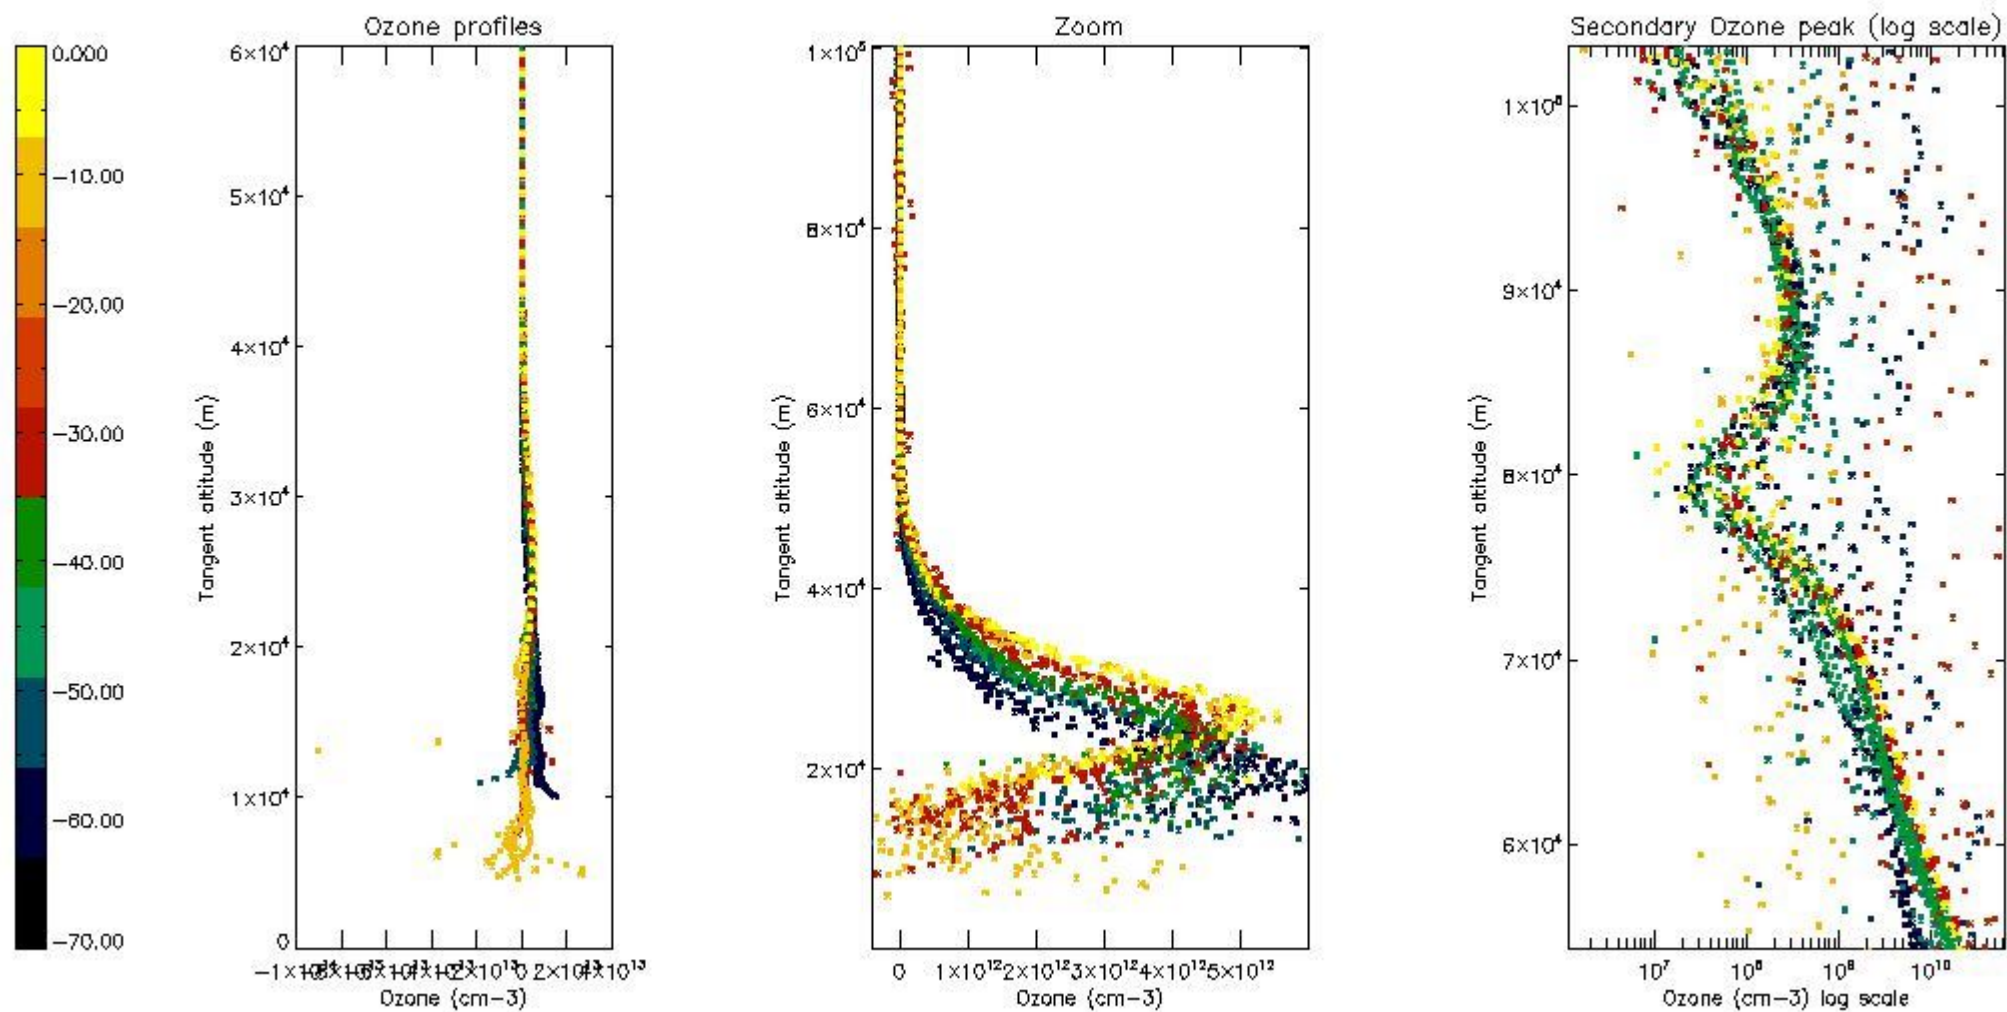 Ozone profiles
Zoom
Secondary Ozone peak (log scale)
0.000
−10.00
−20.00
−30.00
−40.00
−50.00
−60.00
−70.00
Tangent altitude (m)
6×10⁴
5×10⁴
4×10⁴
3×10⁴
2×10⁴
1×10⁴
0
0
Ozone (cm−3)
Tangent altitude (m)
1×10⁵
8×10⁴
6×10⁴
4×10⁴
2×10⁴
0 1×10¹² 2×10¹² 3×10¹² 4×10¹² 5×10¹²
Ozone (cm−3)
Tangent altitude (m)
1×10⁵
9×10⁴
8×10⁴
7×10⁴
6×10⁴
10⁷ 10⁸ 10⁹ 10¹⁰
Ozone (cm−3) log scale